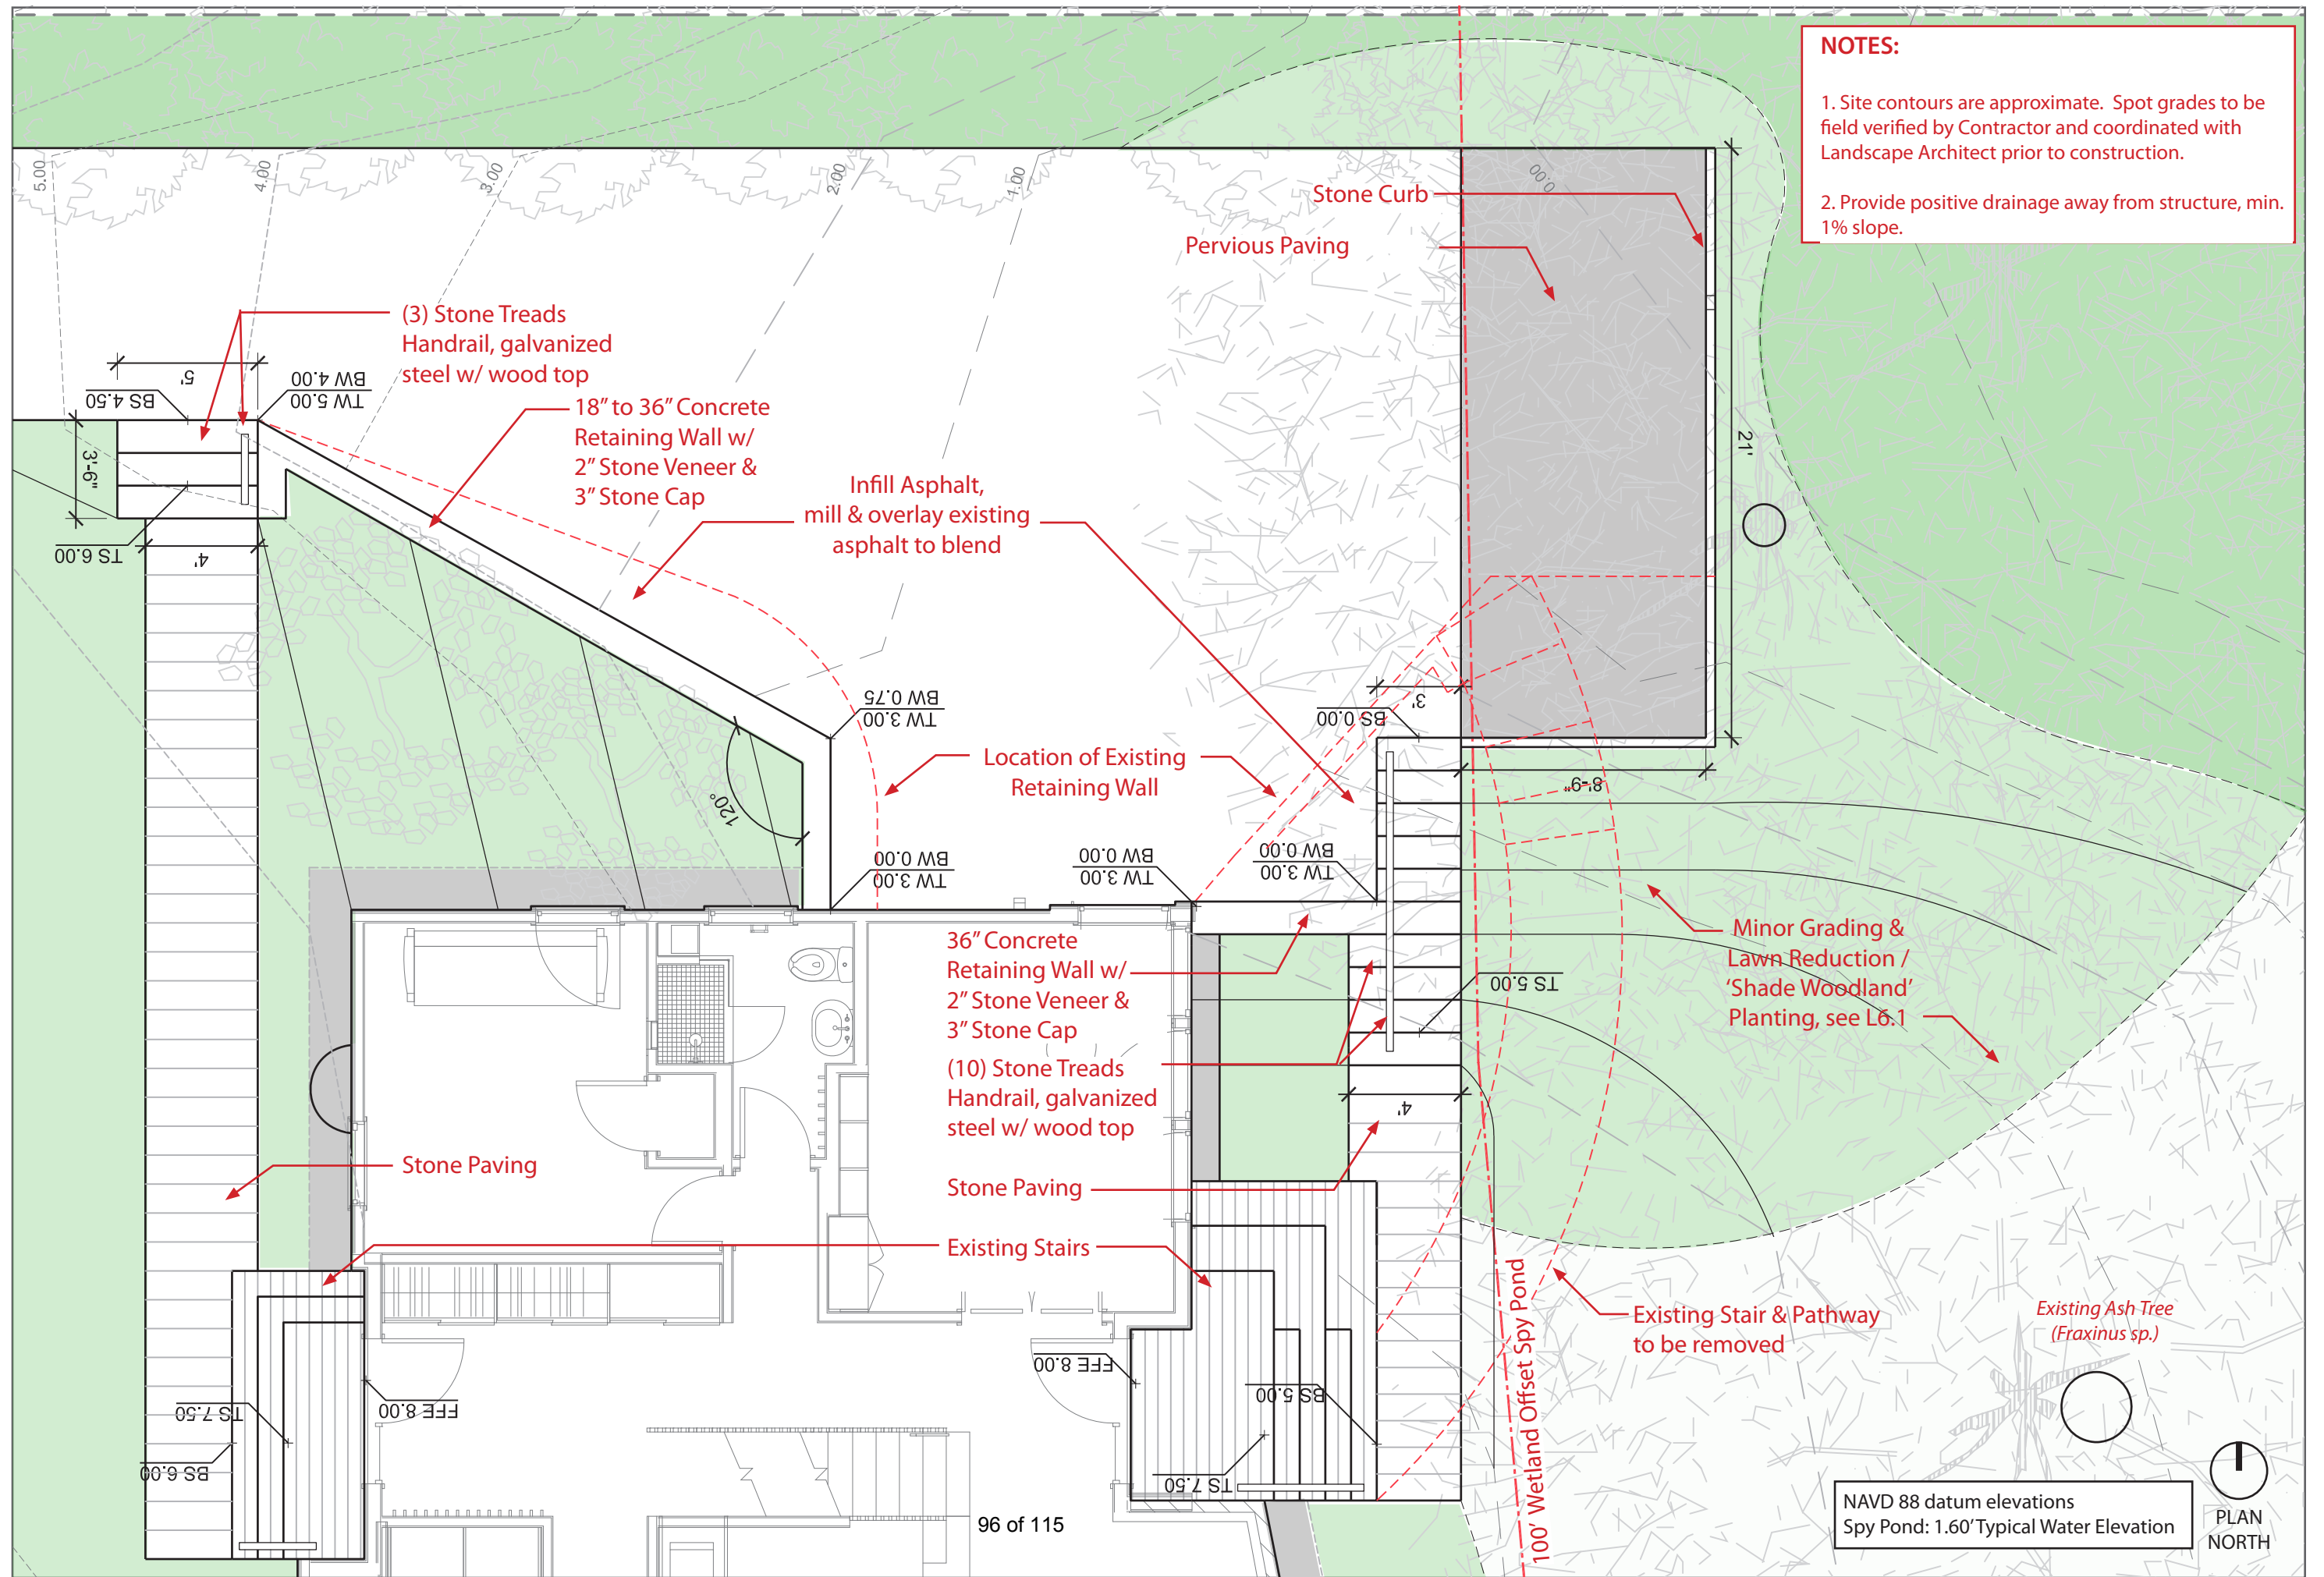 NOTES:
1. Site contours are approximate. Spot grades to be
field verified by Contractor and coordinated with
Landscape Architect prior to construction.
2. Provide positive drainage away from structure, min.
1% slope.
5.00
4.00
3.00
2.00
1.00
0.00
Stone Curb
Pervious Paving
(3) Stone Treads
Handrail, galvanized
steel w/ wood top
5'
BS 4.50
TW 5.00
BW 4.00
3'-6"
TS 6.00
4'
18" to 36" Concrete
Retaining Wall w/
2" Stone Veneer &
3" Stone Cap
Infill Asphalt,
mill & overlay existing
asphalt to blend
21'
TW 3.00
BW 0.75
3'
BS 0.00
Location of Existing
Retaining Wall
8'-9"
120°
TW 3.00
BW 0.00
TW 3.00
BW 0.00
TW 3.00
BW 0.00
36" Concrete
Retaining Wall w/
2" Stone Veneer &
3" Stone Cap
TS 5.00
Minor Grading &
Lawn Reduction /
'Shade Woodland'
Planting, see L6.1
(10) Stone Treads
Handrail, galvanized
steel w/ wood top
4'
Stone Paving
Stone Paving
Existing Stairs
100' Wetland Offset Spy Pond
Existing Stair & Pathway
to be removed
Existing Ash Tree
(Fraxinus sp.)
FFE 8.00
FFE 8.00
BS 5.00
TS 7.50
TS 7.50
BS 6.00
96 of 115
NAVD 88 datum elevations
Spy Pond: 1.60' Typical Water Elevation
PLAN
NORTH